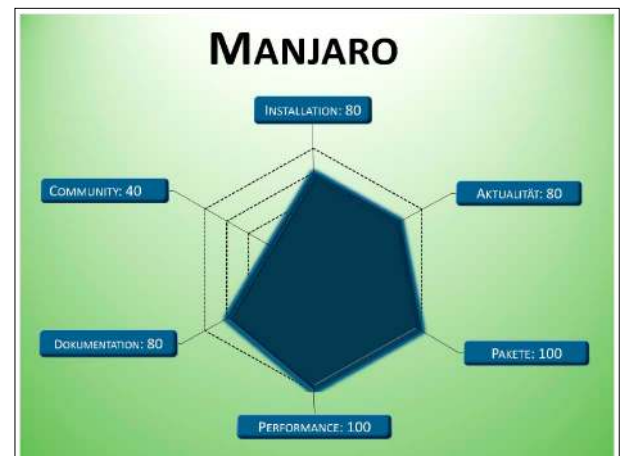 MANJARO
INSTALLATION: 80
COMMUNITY: 40
AKTUALITÄT: 80
DOKUMENTATION: 80
PAKETE: 100
PERFORMANCE: 100